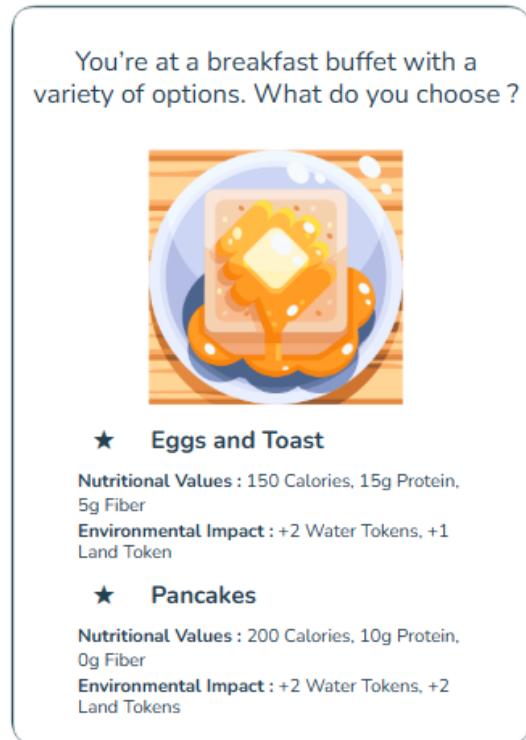 You're at a breakfast buffet with a
variety of options. What do you choose ?
★ Eggs and Toast
Nutritional Values : 150 Calories, 15g Protein,
5g Fiber
Environmental Impact : +2 Water Tokens, +1
Land Token
★ Pancakes
Nutritional Values : 200 Calories, 10g Protein,
0g Fiber
Environmental Impact : +2 Water Tokens, +2
Land Tokens